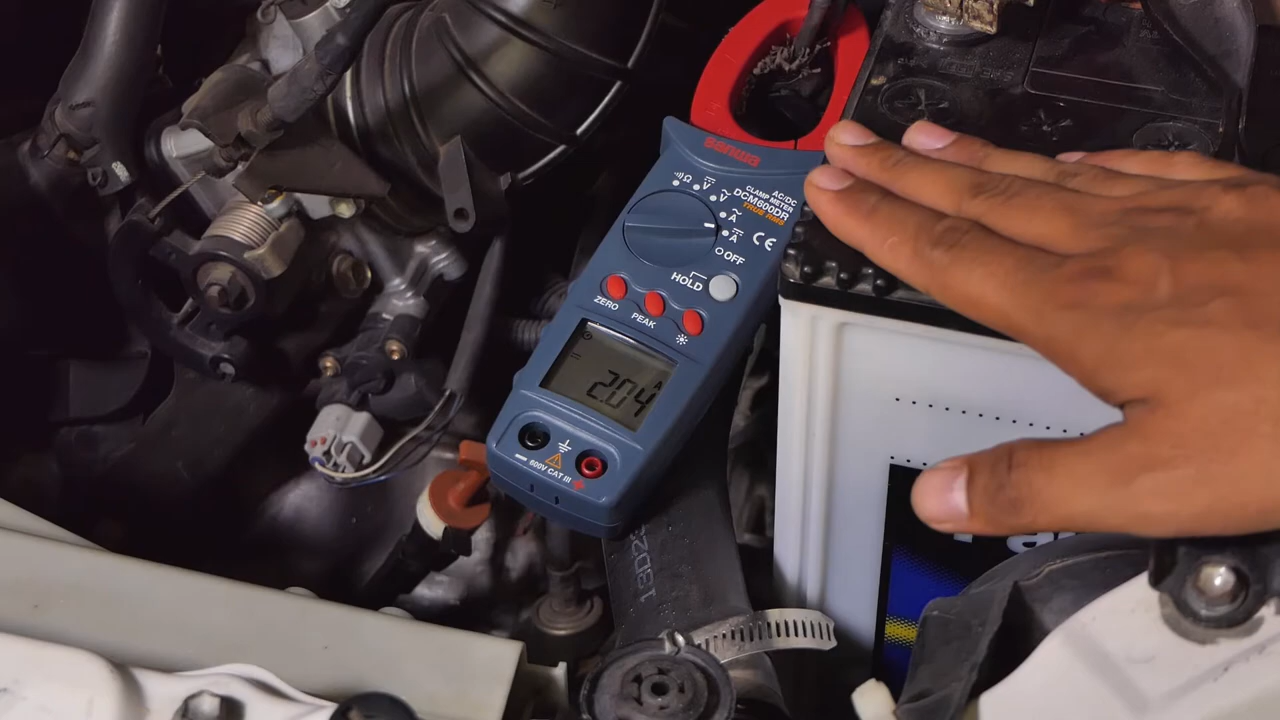 sanwa
AC/DC
CLAMP METER
DCM600DR
TRUE RMS
Ω V
V
A
A
OFF
CE
HOLD
ZERO
PEAK
2.04 A
600V CAT III